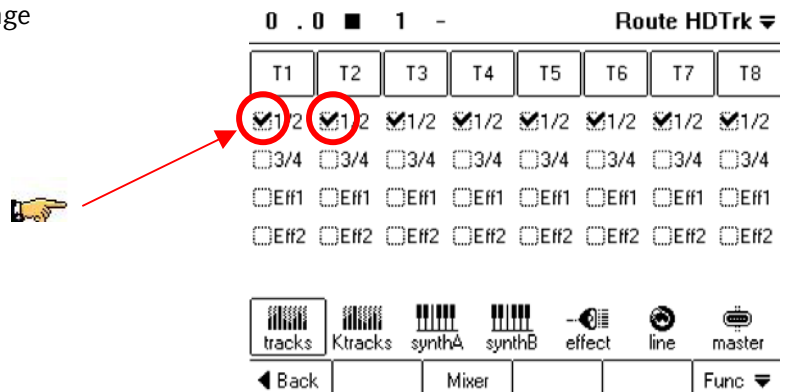 0 . 0 ■ 1 - Route HDTrk
T1 T2 T3 T4 T5 T6 T7 T8
1/2 1/2 1/2 1/2 1/2 1/2 1/2 1/2
3/4 3/4 3/4 3/4 3/4 3/4 3/4 3/4
Eff1 Eff1 Eff1 Eff1 Eff1 Eff1 Eff1 Eff1
Eff2 Eff2 Eff2 Eff2 Eff2 Eff2 Eff2 Eff2
tracks Ktracks synthA synthB effect line master
Back Mixer Func